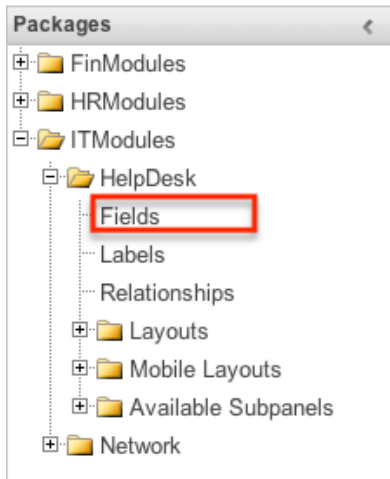 Packages
FinModules
HRModules
ITModules
HelpDesk
Fields
Labels
Relationships
Layouts
Mobile Layouts
Available Subpanels
Network